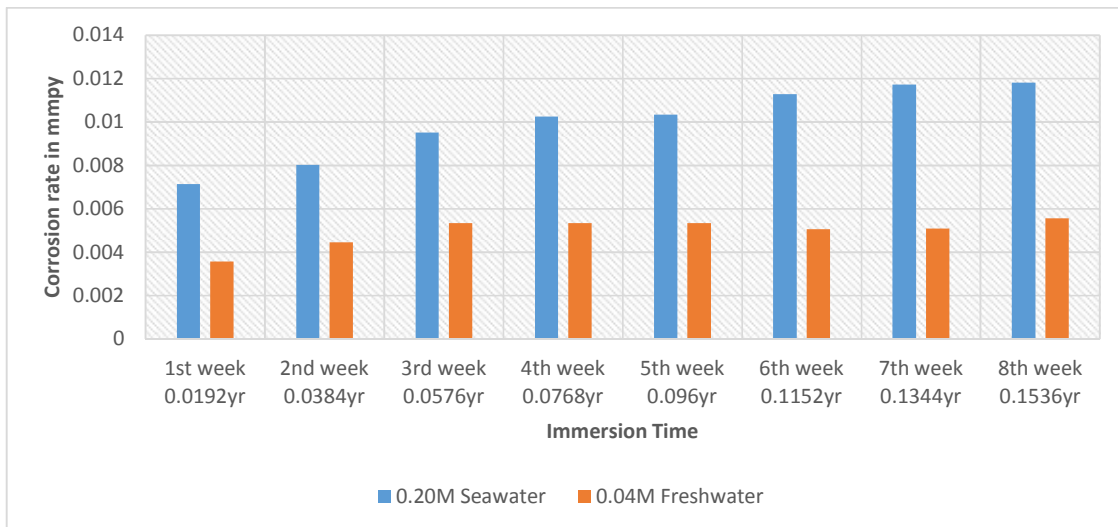 0.014
0.012
0.01
0.008
0.006
0.004
0.002
0
Corrosion rate in mmpy
1st week 2nd week 3rd week 4th week 5th week 6th week 7th week 8th week
0.0192yr 0.0384yr 0.0576yr 0.0768yr 0.096yr 0.1152yr 0.1344yr 0.1536yr
Immersion Time
0.20M Seawater 0.04M Freshwater